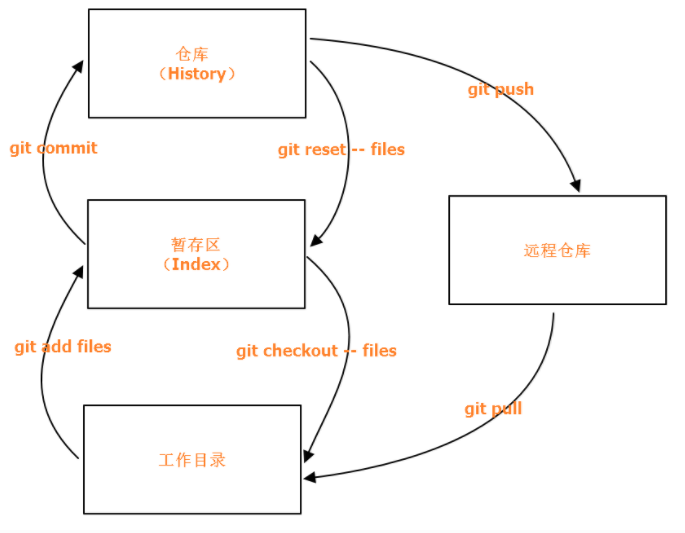 仓库
（History）
git push
git commit
git reset -- files
暂存区
（Index）
远程仓库
git add files
git checkout -- files
git pull
工作目录